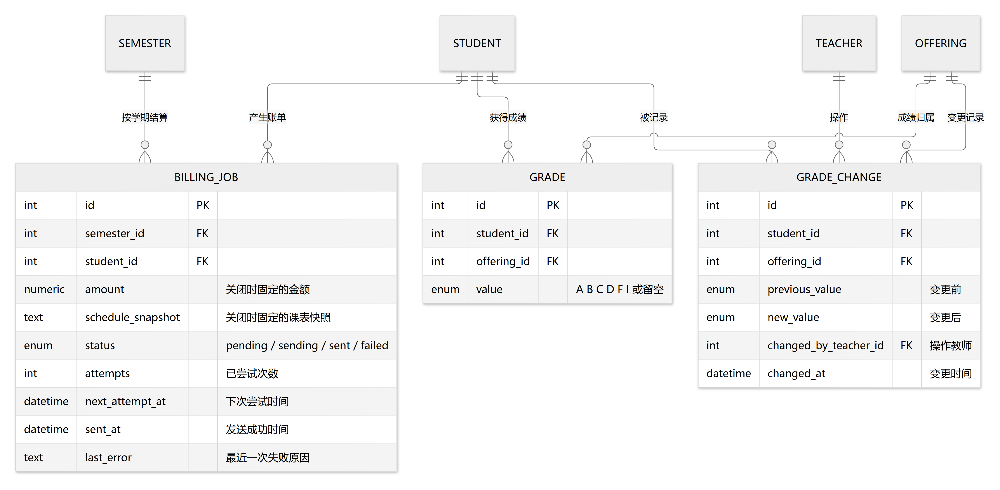 SEMESTER
STUDENT
TEACHER
OFFERING
按学期结算
产生账单
获得成绩
被记录
操作
成绩归属
变更记录
BILLING_JOB
int id PK
int semester_id FK
int student_id FK
numeric amount 关闭时固定的金额
text schedule_snapshot 关闭时固定的课表快照
enum status pending / sending / sent / failed
int attempts 已尝试次数
datetime next_attempt_at 下次尝试时间
datetime sent_at 发送成功时间
text last_error 最近一次失败原因
GRADE
int id PK
int student_id FK
int offering_id FK
enum value A B C D F I 或留空
GRADE_CHANGE
int id PK
int student_id FK
int offering_id FK
enum previous_value 变更前
enum new_value 变更后
int changed_by_teacher_id FK 操作教师
datetime changed_at 变更时间